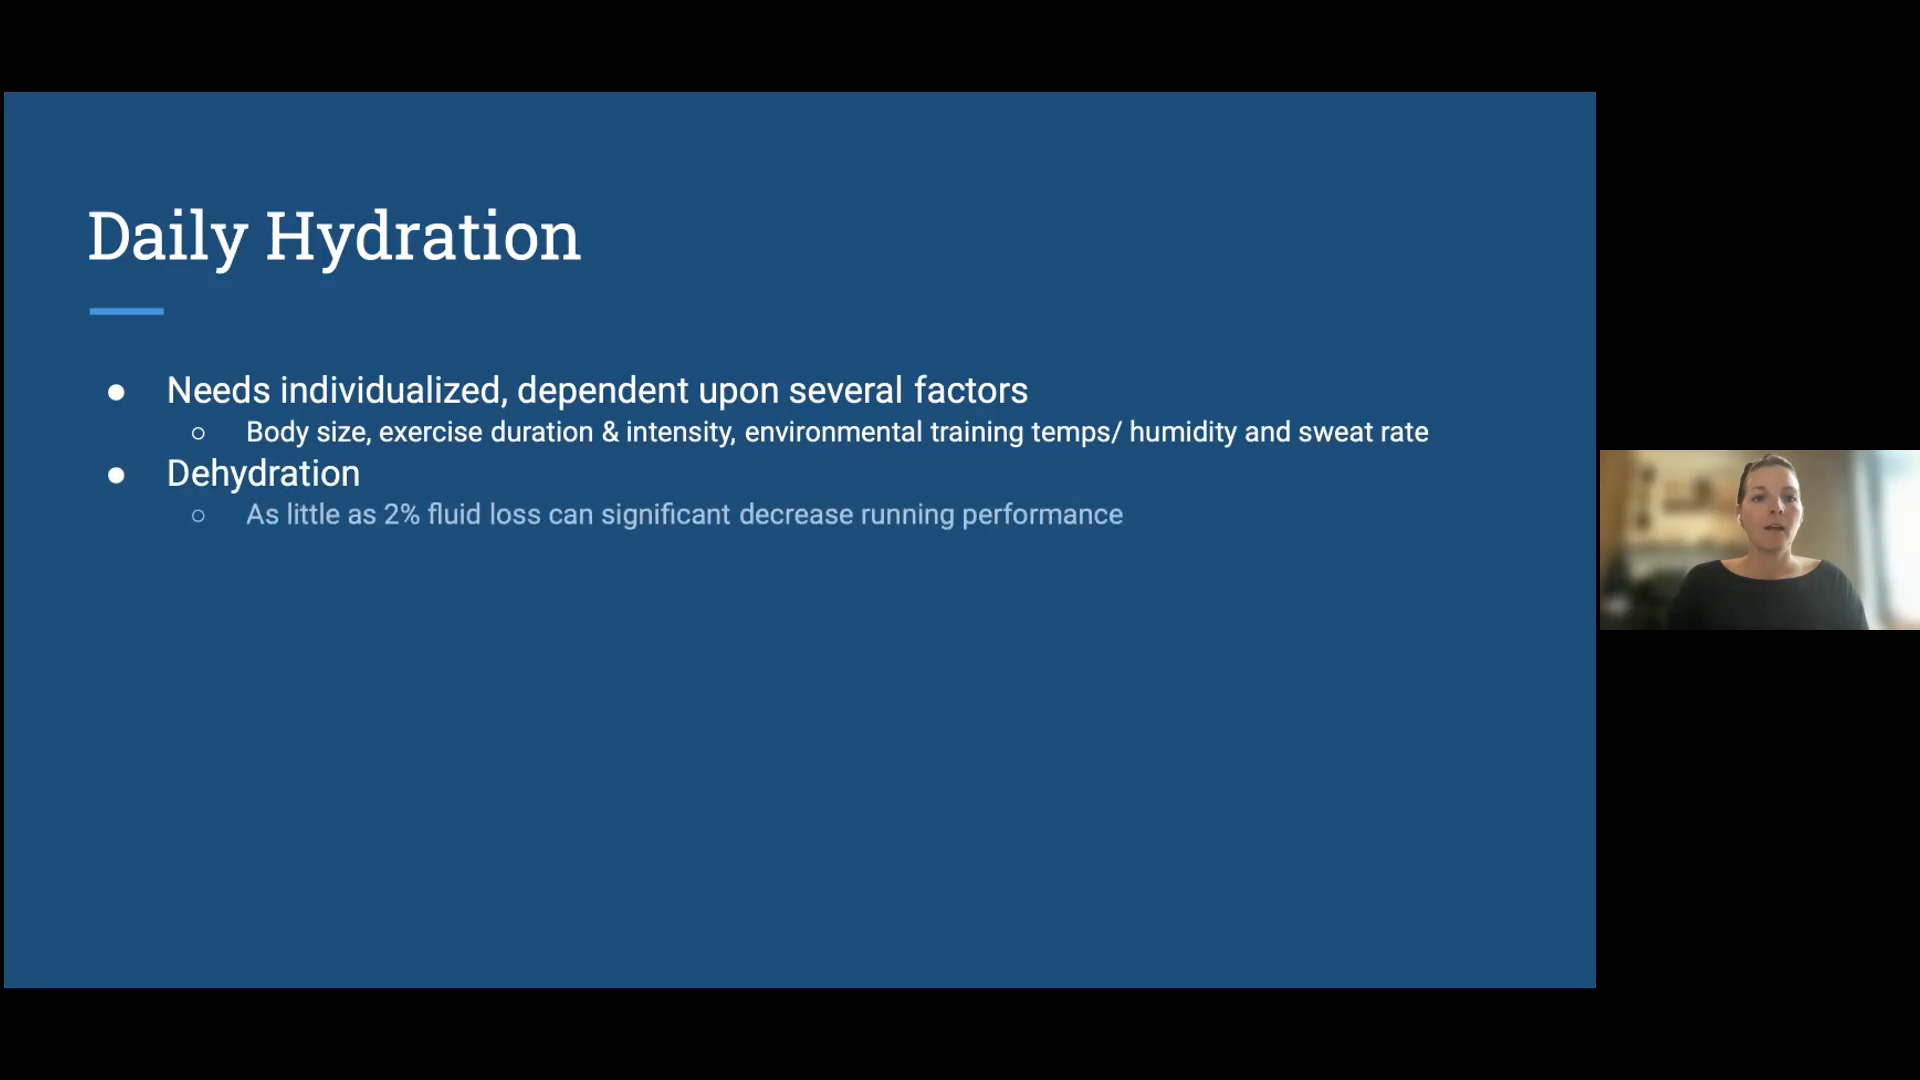 Daily Hydration
● Needs individualized, dependent upon several factors
○ Body size, exercise duration & intensity, environmental training temps/ humidity and sweat rate
● Dehydration
○ As little as 2% fluid loss can significant decrease running performance